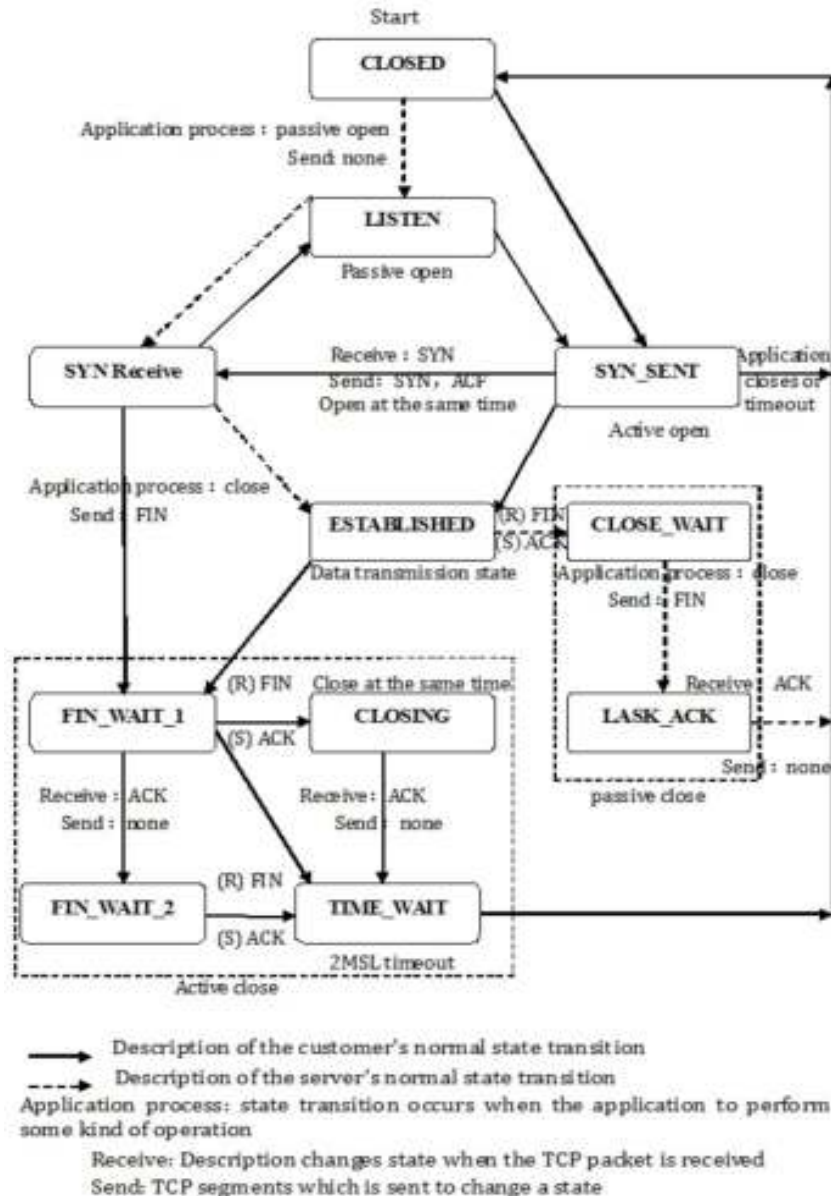 Start
CLOSED
Application process : passive open
Send: none
LISTEN
Passive open
SYN Receive
Receive : SYN
Send: SYN, ACF
Open at the same time
SYN_SENT
Application
closes or
timeout
Active open
Application process : close
Send : FIN
ESTABLISHED
(R) FIN
(S) ACK
CLOSE_WAIT
Data transmission state
Application process : close
Send : FIN
(R) FIN
Close at the same time
Receive : ACK
FIN_WAIT_1
(S) ACK
CLOSING
LASK_ACK
Send : none
passive close
Receive : ACK
Send : none
Receive : ACK
Send : none
(R) FIN
FIN_WAIT_2
(S) ACK
TIME_WAIT
2MSL timeout
Active close
Description of the customer's normal state transition
Description of the server's normal state transition
Application process: state transition occurs when the application to perform
some kind of operation
Receive: Description changes state when the TCP packet is received
Send: TCP segments which is sent to change a state